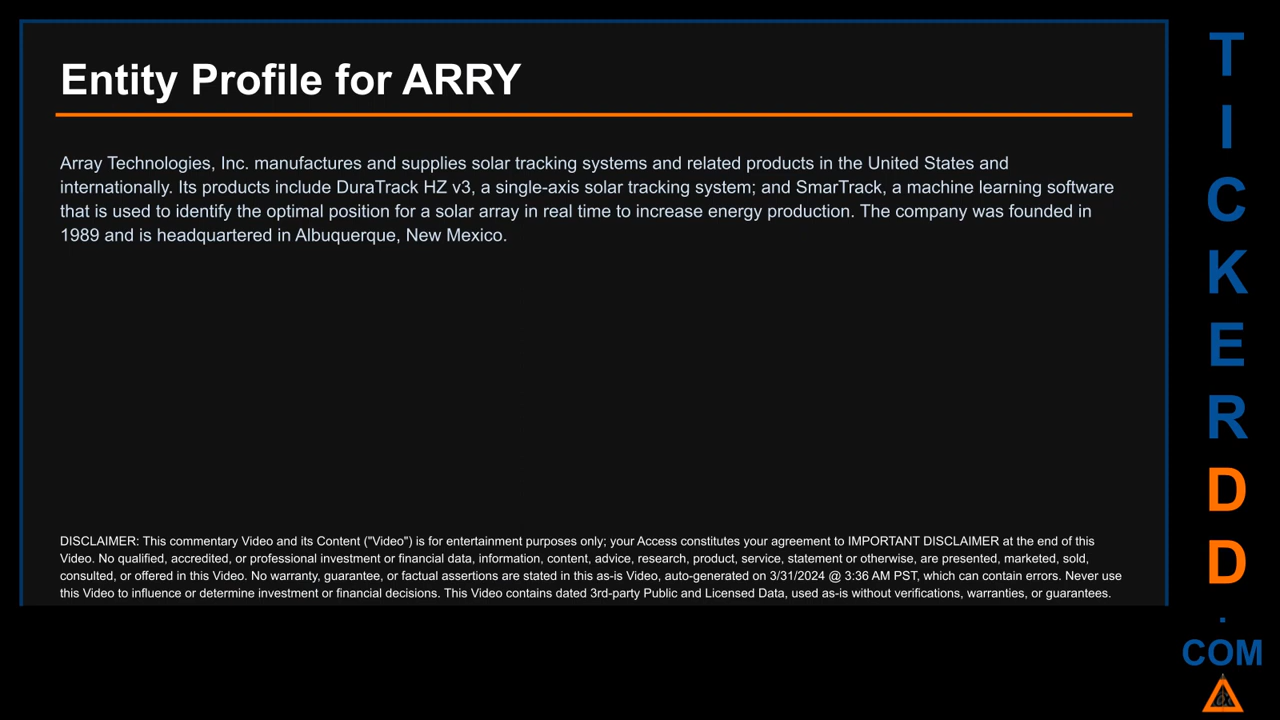 Entity Profile for ARRY
Array Technologies, Inc. manufactures and supplies solar tracking systems and related products in the United States and
internationally. Its products include DuraTrack HZ v3, a single-axis solar tracking system; and SmarTrack, a machine learning software
that is used to identify the optimal position for a solar array in real time to increase energy production. The company was founded in
1989 and is headquartered in Albuquerque, New Mexico.
DISCLAIMER: This commentary Video and its Content ("Video") is for entertainment purposes only; your Access constitutes your agreement to IMPORTANT DISCLAIMER at the end of this
Video. No qualified, accredited, or professional investment or financial data, information, content, advice, research, product, service, statement or otherwise, are presented, marketed, sold,
consulted, or offered in this Video. No warranty, guarantee, or factual assertions are stated in this as-is Video, auto-generated on 3/31/2024 @ 3:36 AM PST, which can contain errors. Never use
this Video to influence or determine investment or financial decisions. This Video contains dated 3rd-party Public and Licensed Data, used as-is without verifications, warranties, or guarantees.
T
I
C
K
E
R
D
D
.
COM